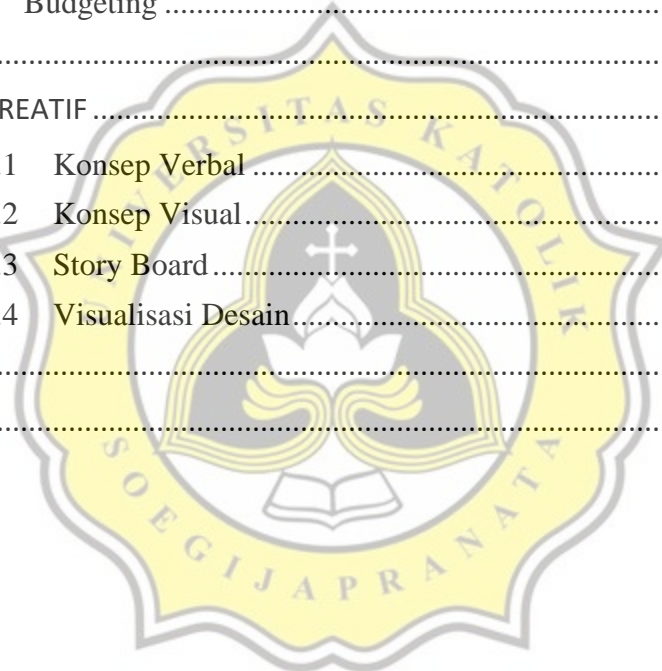 Budgeting ........................................................
....................................................................................
REATIF ....................................................................
.1 Konsep Verbal ................................................
.2 Konsep Visual .................................................
.3 Story Board .....................................................
.4 Visualisasi Desain ...........................................
....................................................................................
....................................................................................
UNIVERSITAS KATOLIK
SOEGIJAPRANATA